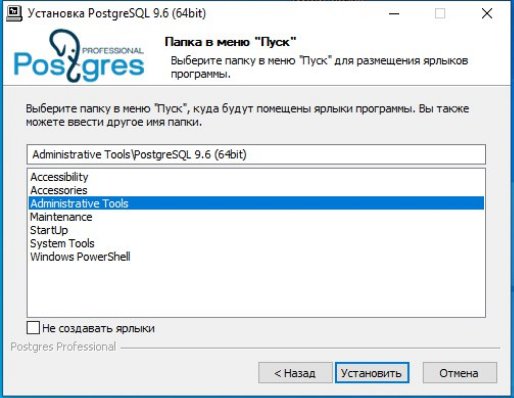 Установка PostgreSQL 9.6 (64bit)
PROFESSIONAL
Postgres
Папка в меню "Пуск"
Выберите папку в меню "Пуск" для размещения ярлыков
программы.
Выберите папку в меню "Пуск", куда будут помещены ярлыки программы. Вы также
можете ввести другое имя папки.
Administrative Tools\PostgreSQL 9.6 (64bit)
Accessibility
Accessories
Administrative Tools
Maintenance
StartUp
System Tools
Windows PowerShell
Не создавать ярлыки
Postgres Professional
< Назад
Установить
Отмена